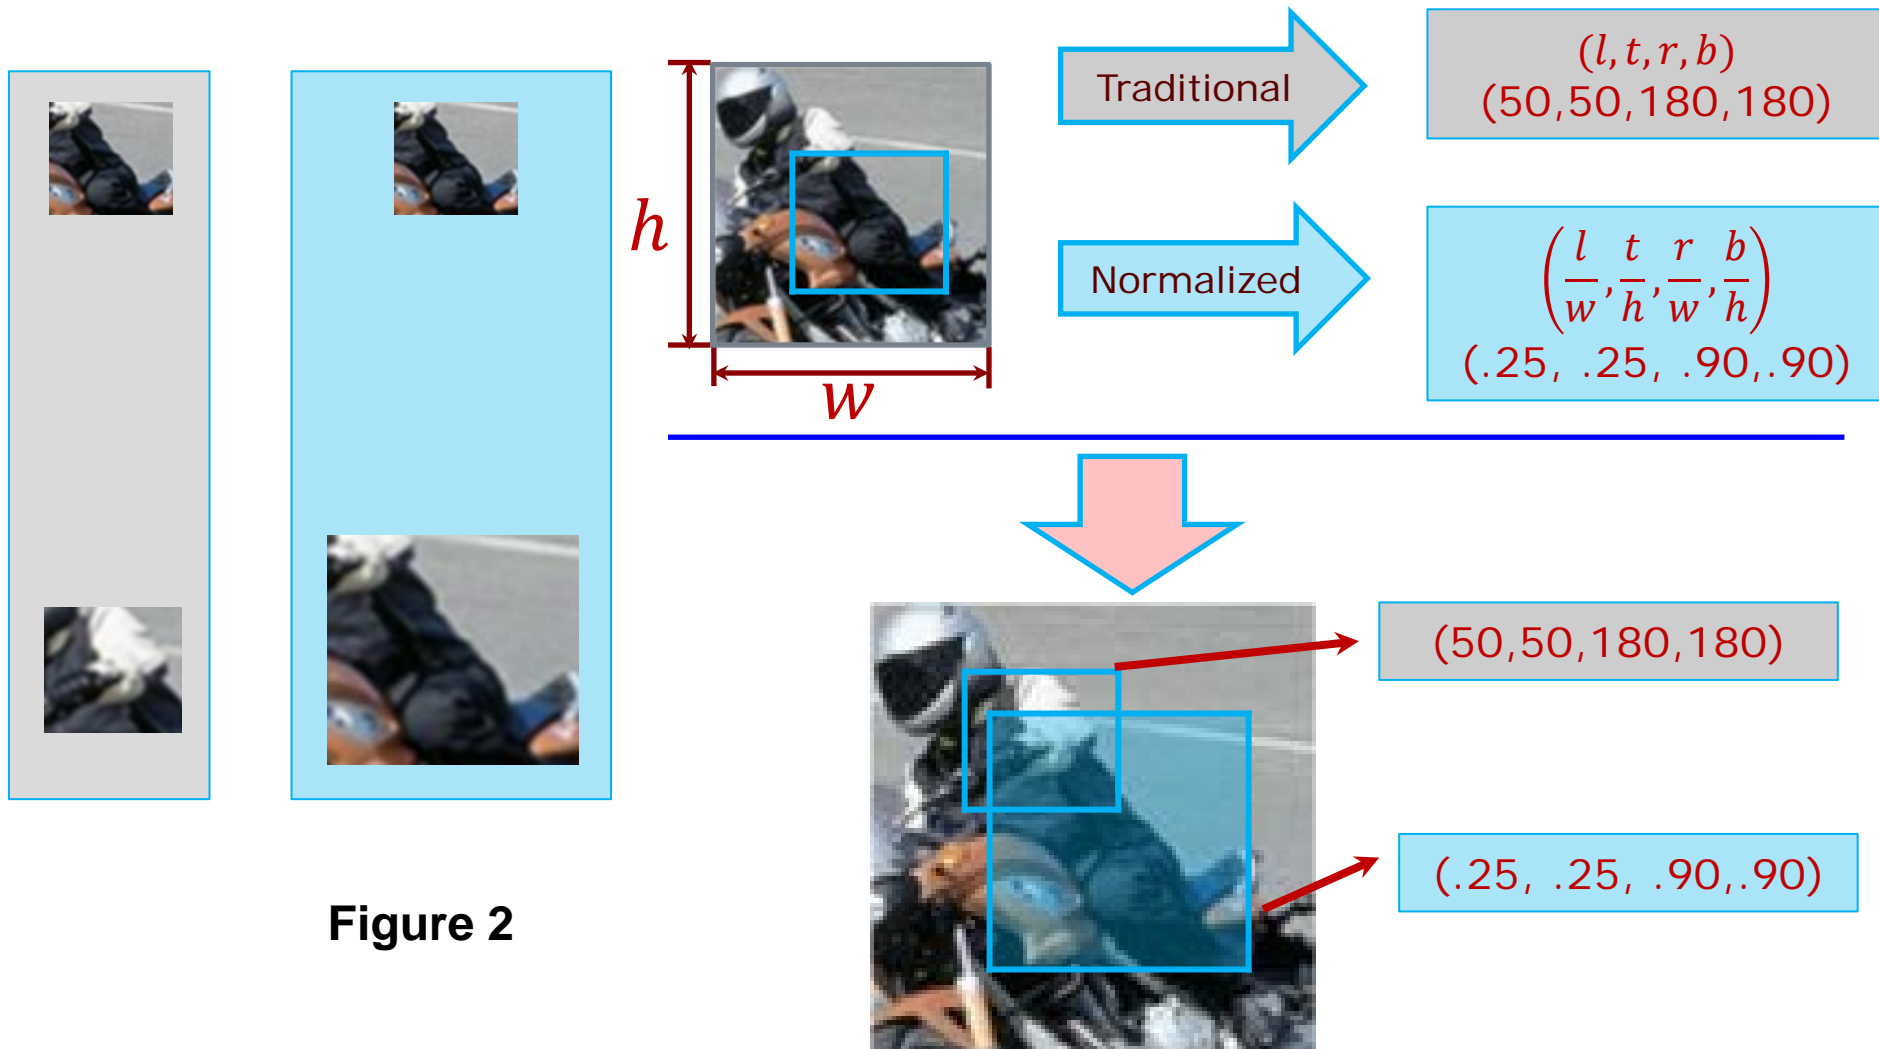 h
w
Traditional
(l, t, r, b)
(50,50,180,180)
Normalized
(l/w, t/h, r/w, b/h)
(.25, .25, .90,.90)
(50,50,180,180)
(.25, .25, .90,.90)
Figure 2